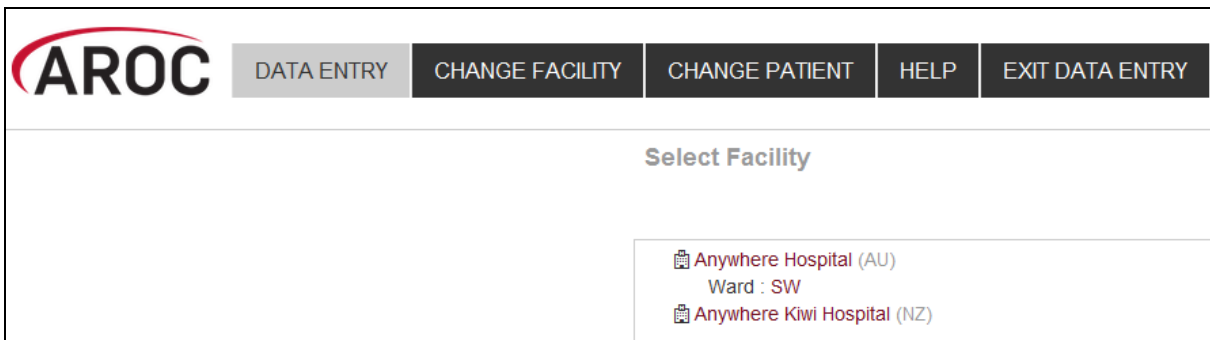 AROC DATA ENTRY CHANGE FACILITY CHANGE PATIENT HELP EXIT DATA ENTRY
Select Facility
Anywhere Hospital (AU)
Ward : SW
Anywhere Kiwi Hospital (NZ)